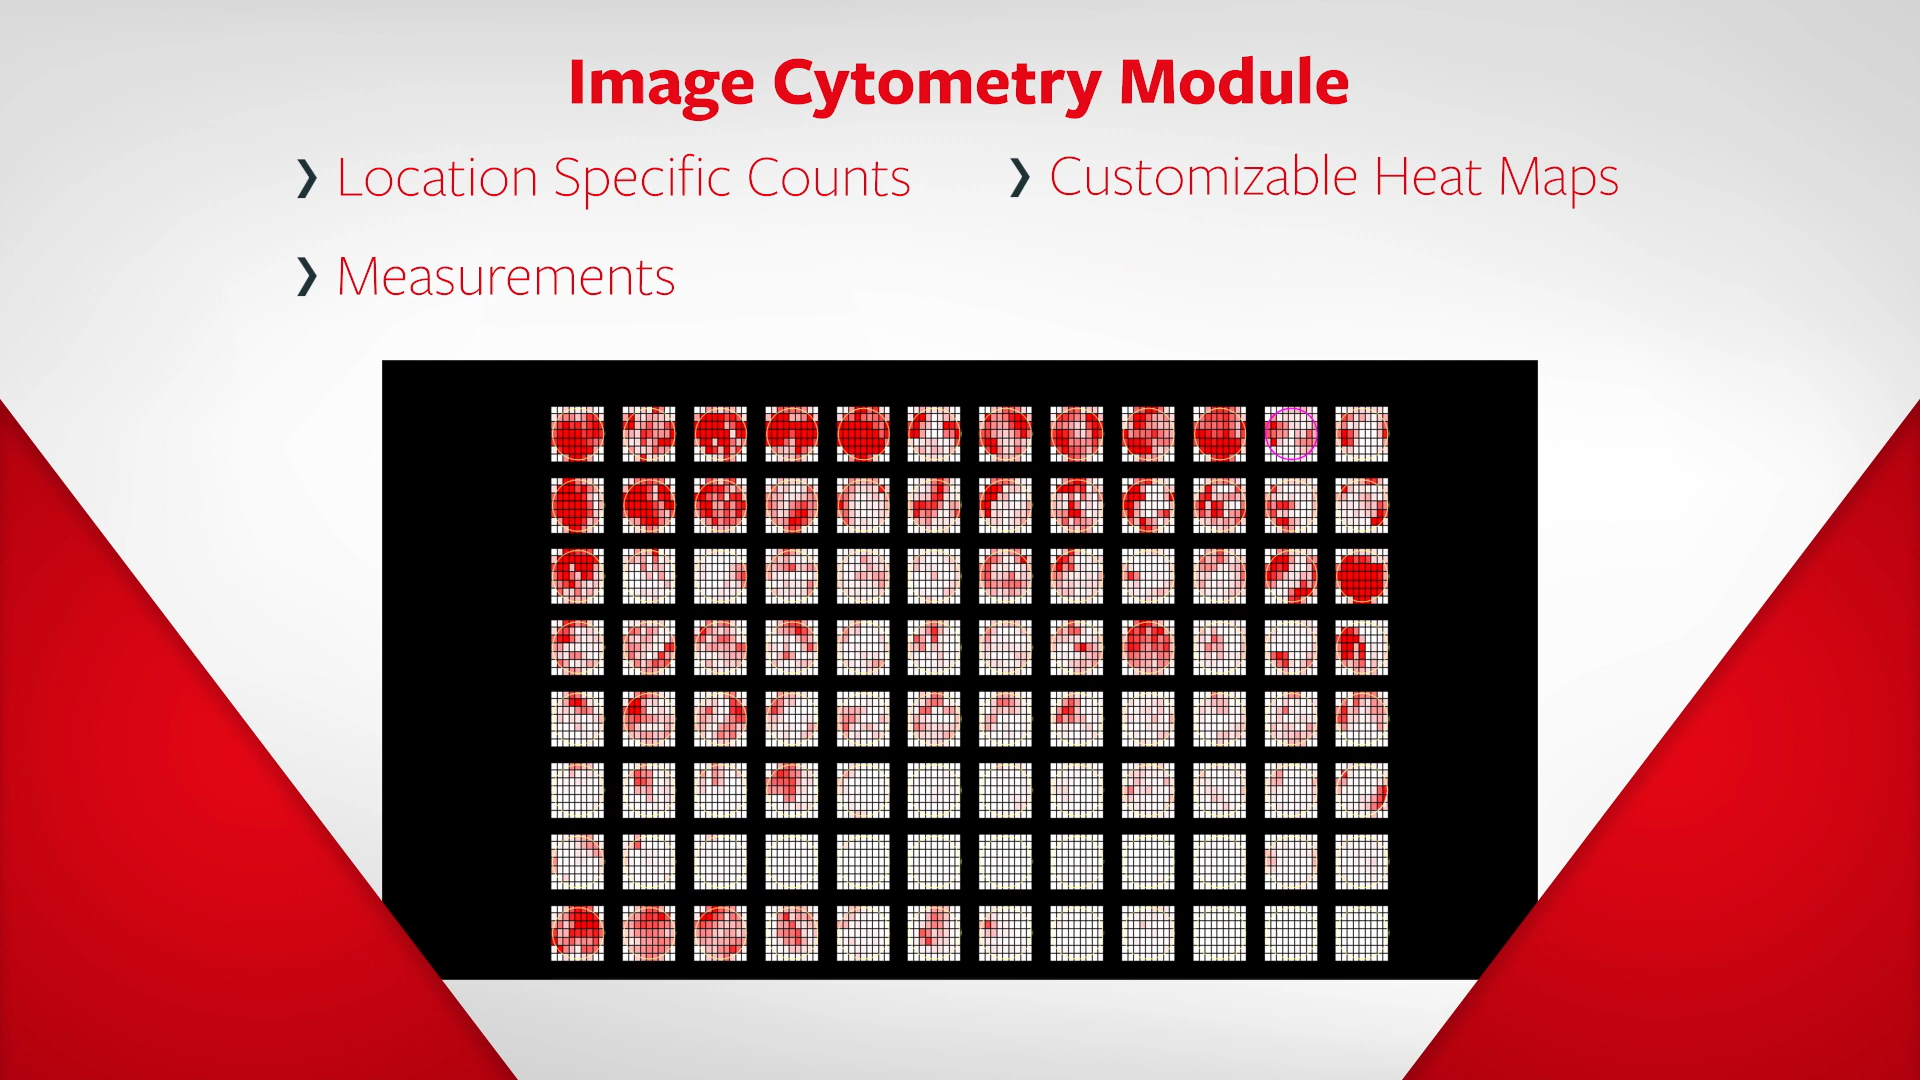 Image Cytometry Module
❯ Location Specific Counts
❯ Customizable Heat Maps
❯ Measurements